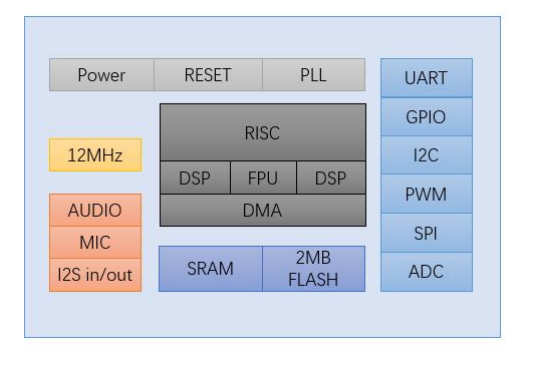 Power
RESET
PLL
UART
GPIO
RISC
12MHz
I2C
DSP
FPU
DSP
PWM
AUDIO
DMA
MIC
SPI
I2S in/out
SRAM
2MB
FLASH
ADC